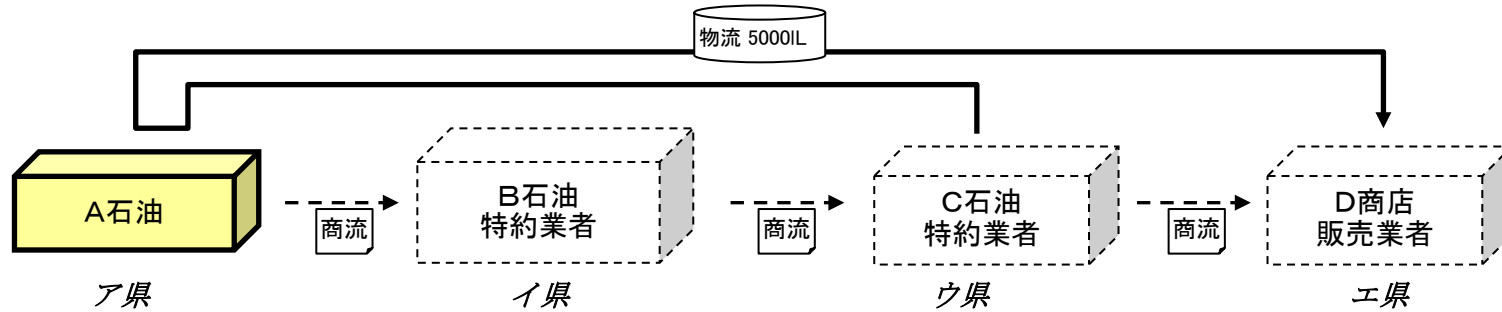 物流 5000lL
A石油
商流
B石油
特約業者
商流
C石油
特約業者
商流
D商店
販売業者
ア県
イ県
ウ県
エ県